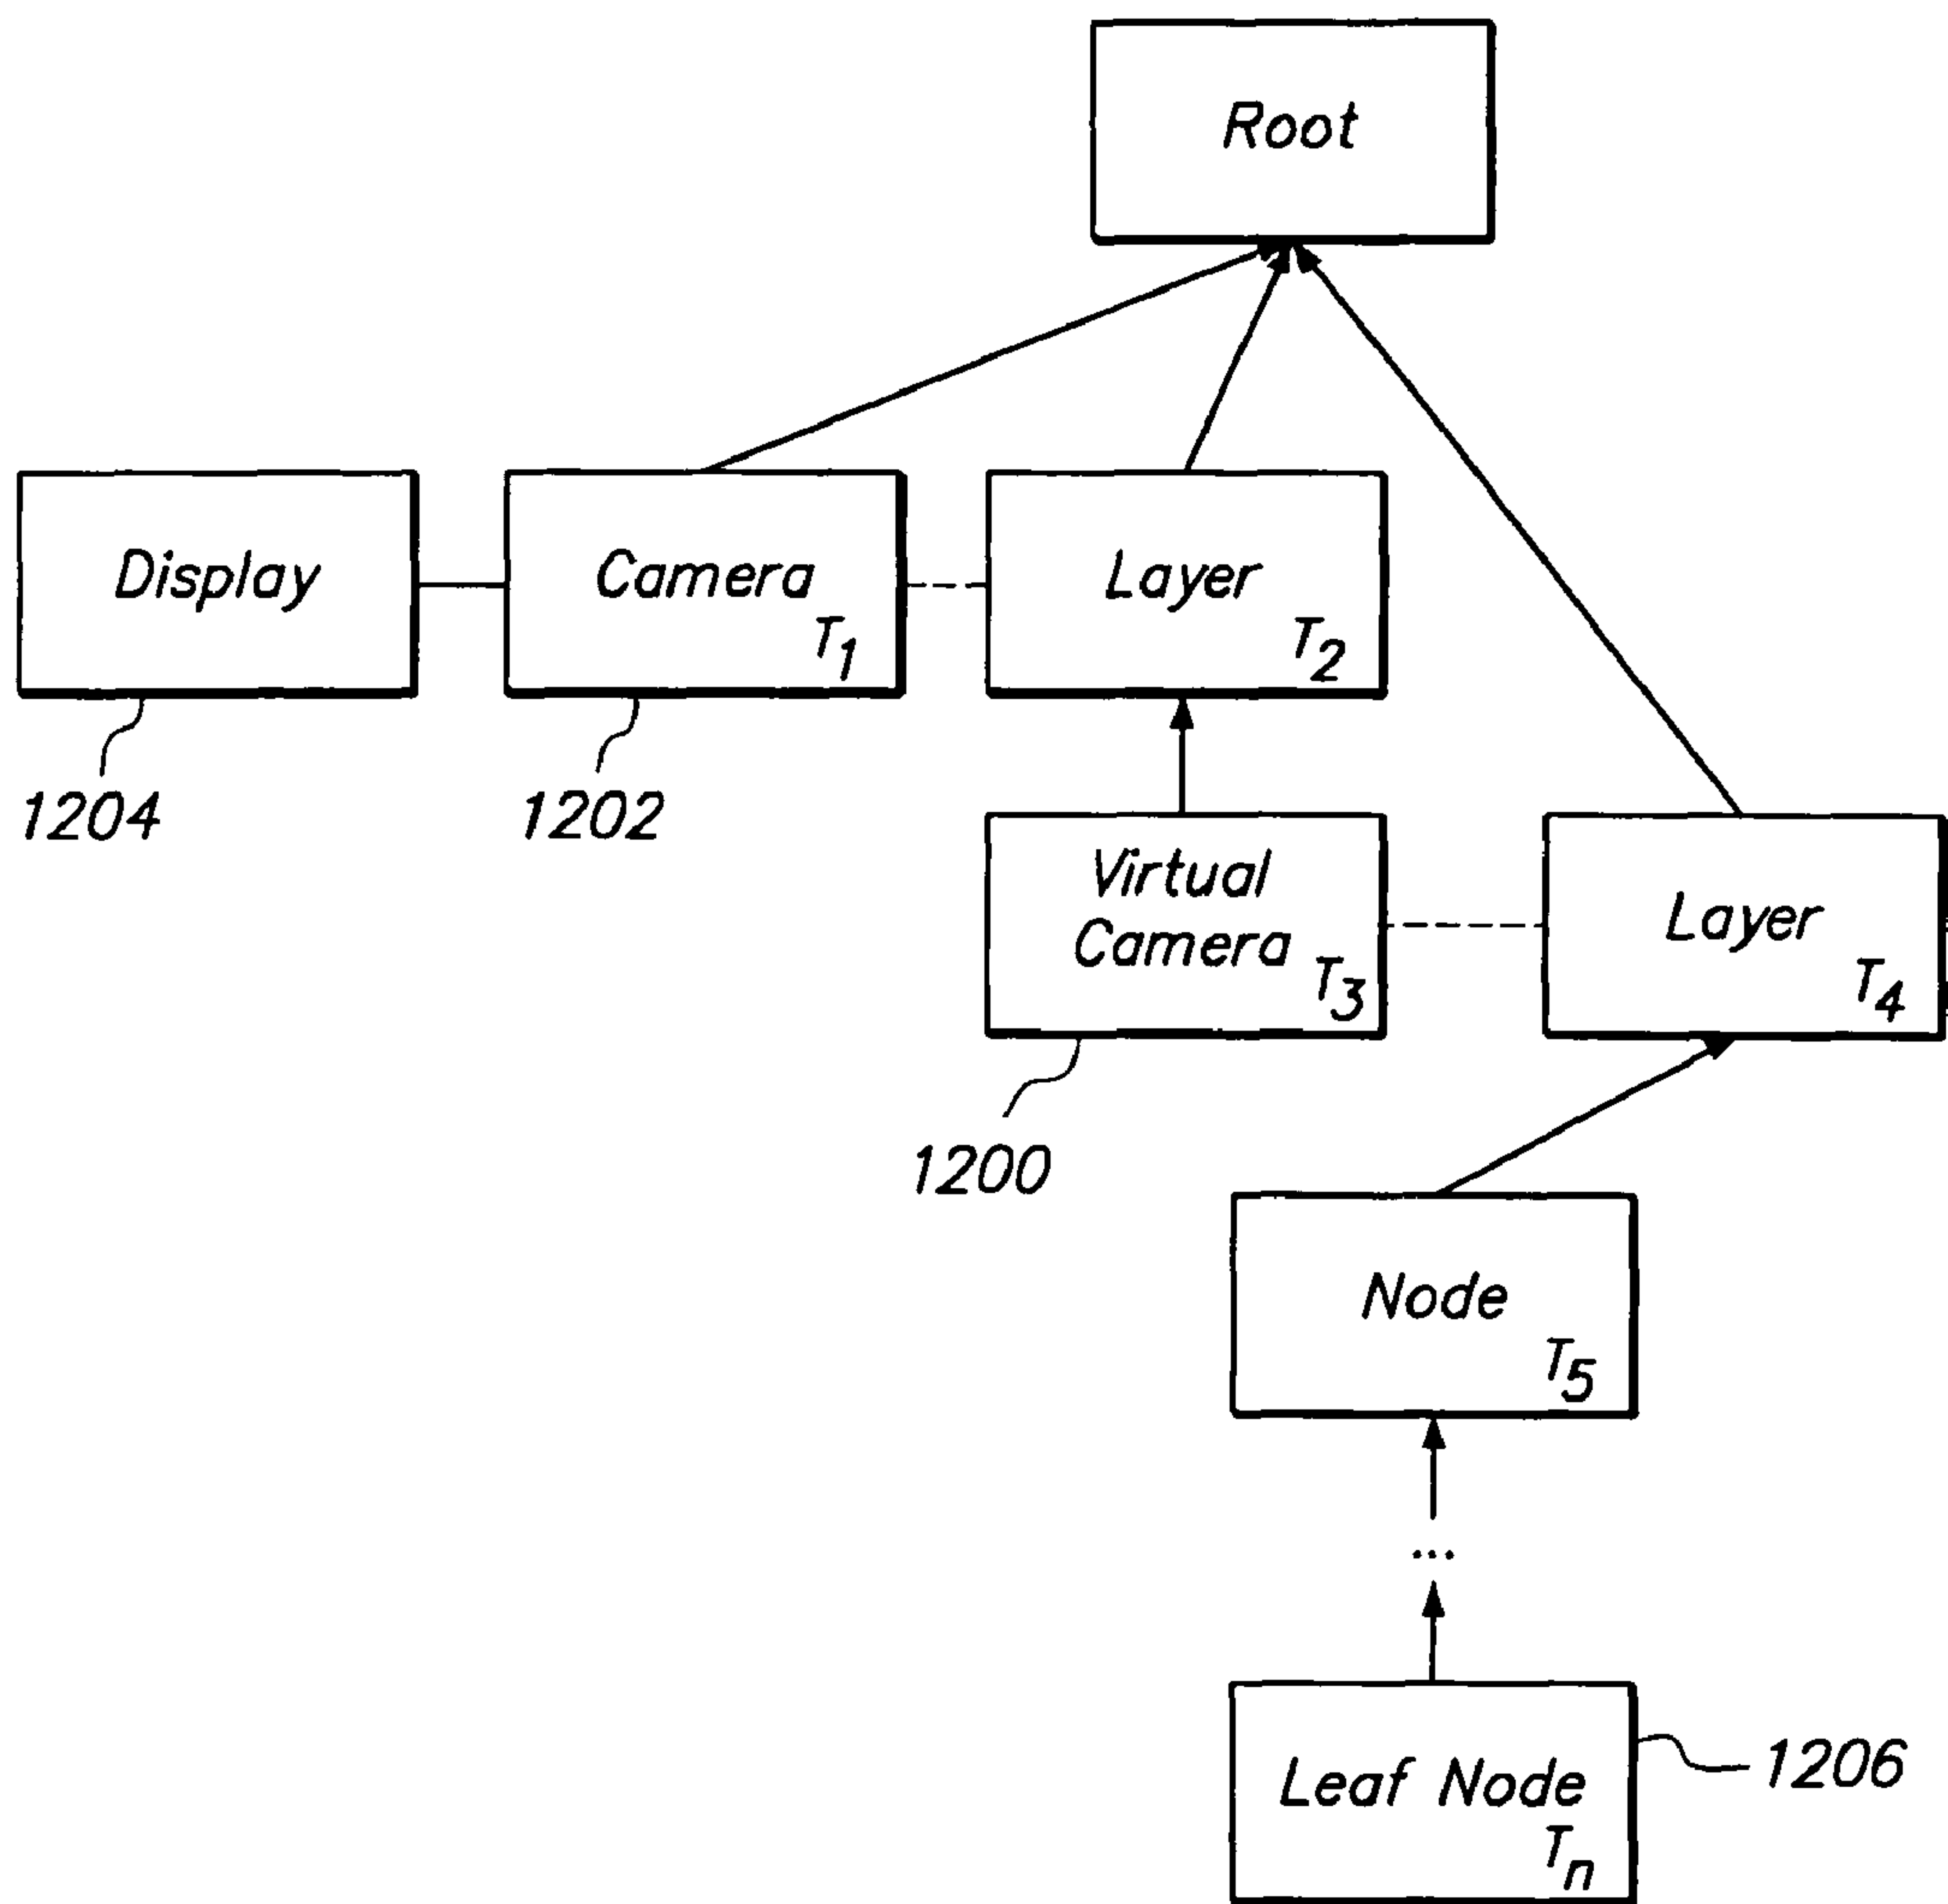 Root
Display
Camera
T1
Layer
T2
1204
1202
Virtual
Camera
T3
Layer
T4
1200
Node
T5
...
Leaf Node
Tn
1206